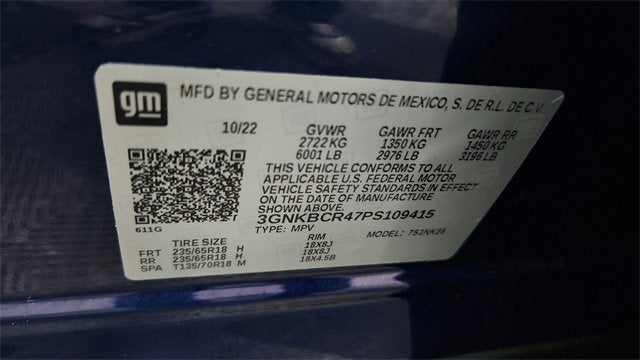 gm
MFD BY GENERAL MOTORS DE MEXICO, S. DE R.L. DE C.V.
10/22 GVWR GAWR FRT GAWR RR
2722 KG 1350 KG 1450 KG
6001 LB 2976 LB 3196 LB
THIS VEHICLE CONFORMS TO ALL
APPLICABLE U.S. FEDERAL MOTOR
VEHICLE SAFETY STANDARDS IN EFFECT
ON THE DATE OF MANUFACTURE
SHOWN ABOVE.
3GNKBCR47PS109415
611G
TYPE: MPV MODEL: 7S1NK26
TIRE SIZE RIM
FRT 235/65R18 H 18X8J
RR 235/65R18 H 18X8J
SPA T135/70R18 M 18X4.5B